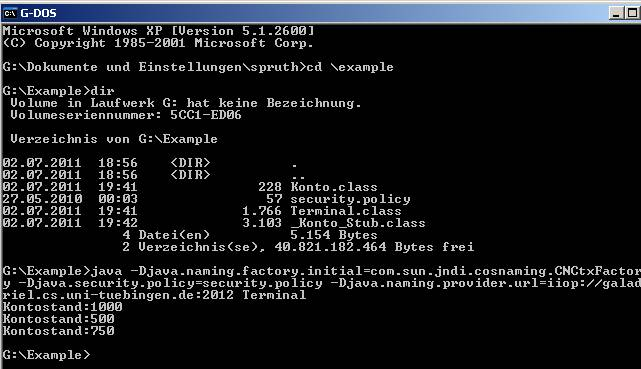 G-DOS
Microsoft Windows XP [Version 5.1.2600]
(C) Copyright 1985-2001 Microsoft Corp.
G:\Dokumente und Einstellungen\spruth>cd \example
G:\Example>dir
Volume in Laufwerk G: hat keine Bezeichnung.
Volumeseriennummer: 5CC1-ED06
Verzeichnis von G:\Example
02.07.2011  18:56    <DIR>          .
02.07.2011  18:56    <DIR>          ..
02.07.2011  19:41               228 Konto.class
27.05.2010  00:03                57 security.policy
02.07.2011  19:41             1.766 Terminal.class
02.07.2011  19:42             3.103 _Konto_Stub.class
4 Datei(en)          5.154 Bytes
2 Verzeichnis(se), 40.821.182.464 Bytes frei
G:\Example>java -Djava.naming.factory.initial=com.sun.jndi.cosnaming.CNCtxFactor
y -Djava.security.policy=security.policy -Djava.naming.provider.url=iiop://galad
riel.cs.uni-tuebingen.de:2012 Terminal
Kontostand:1000
Kontostand:500
Kontostand:750
G:\Example>